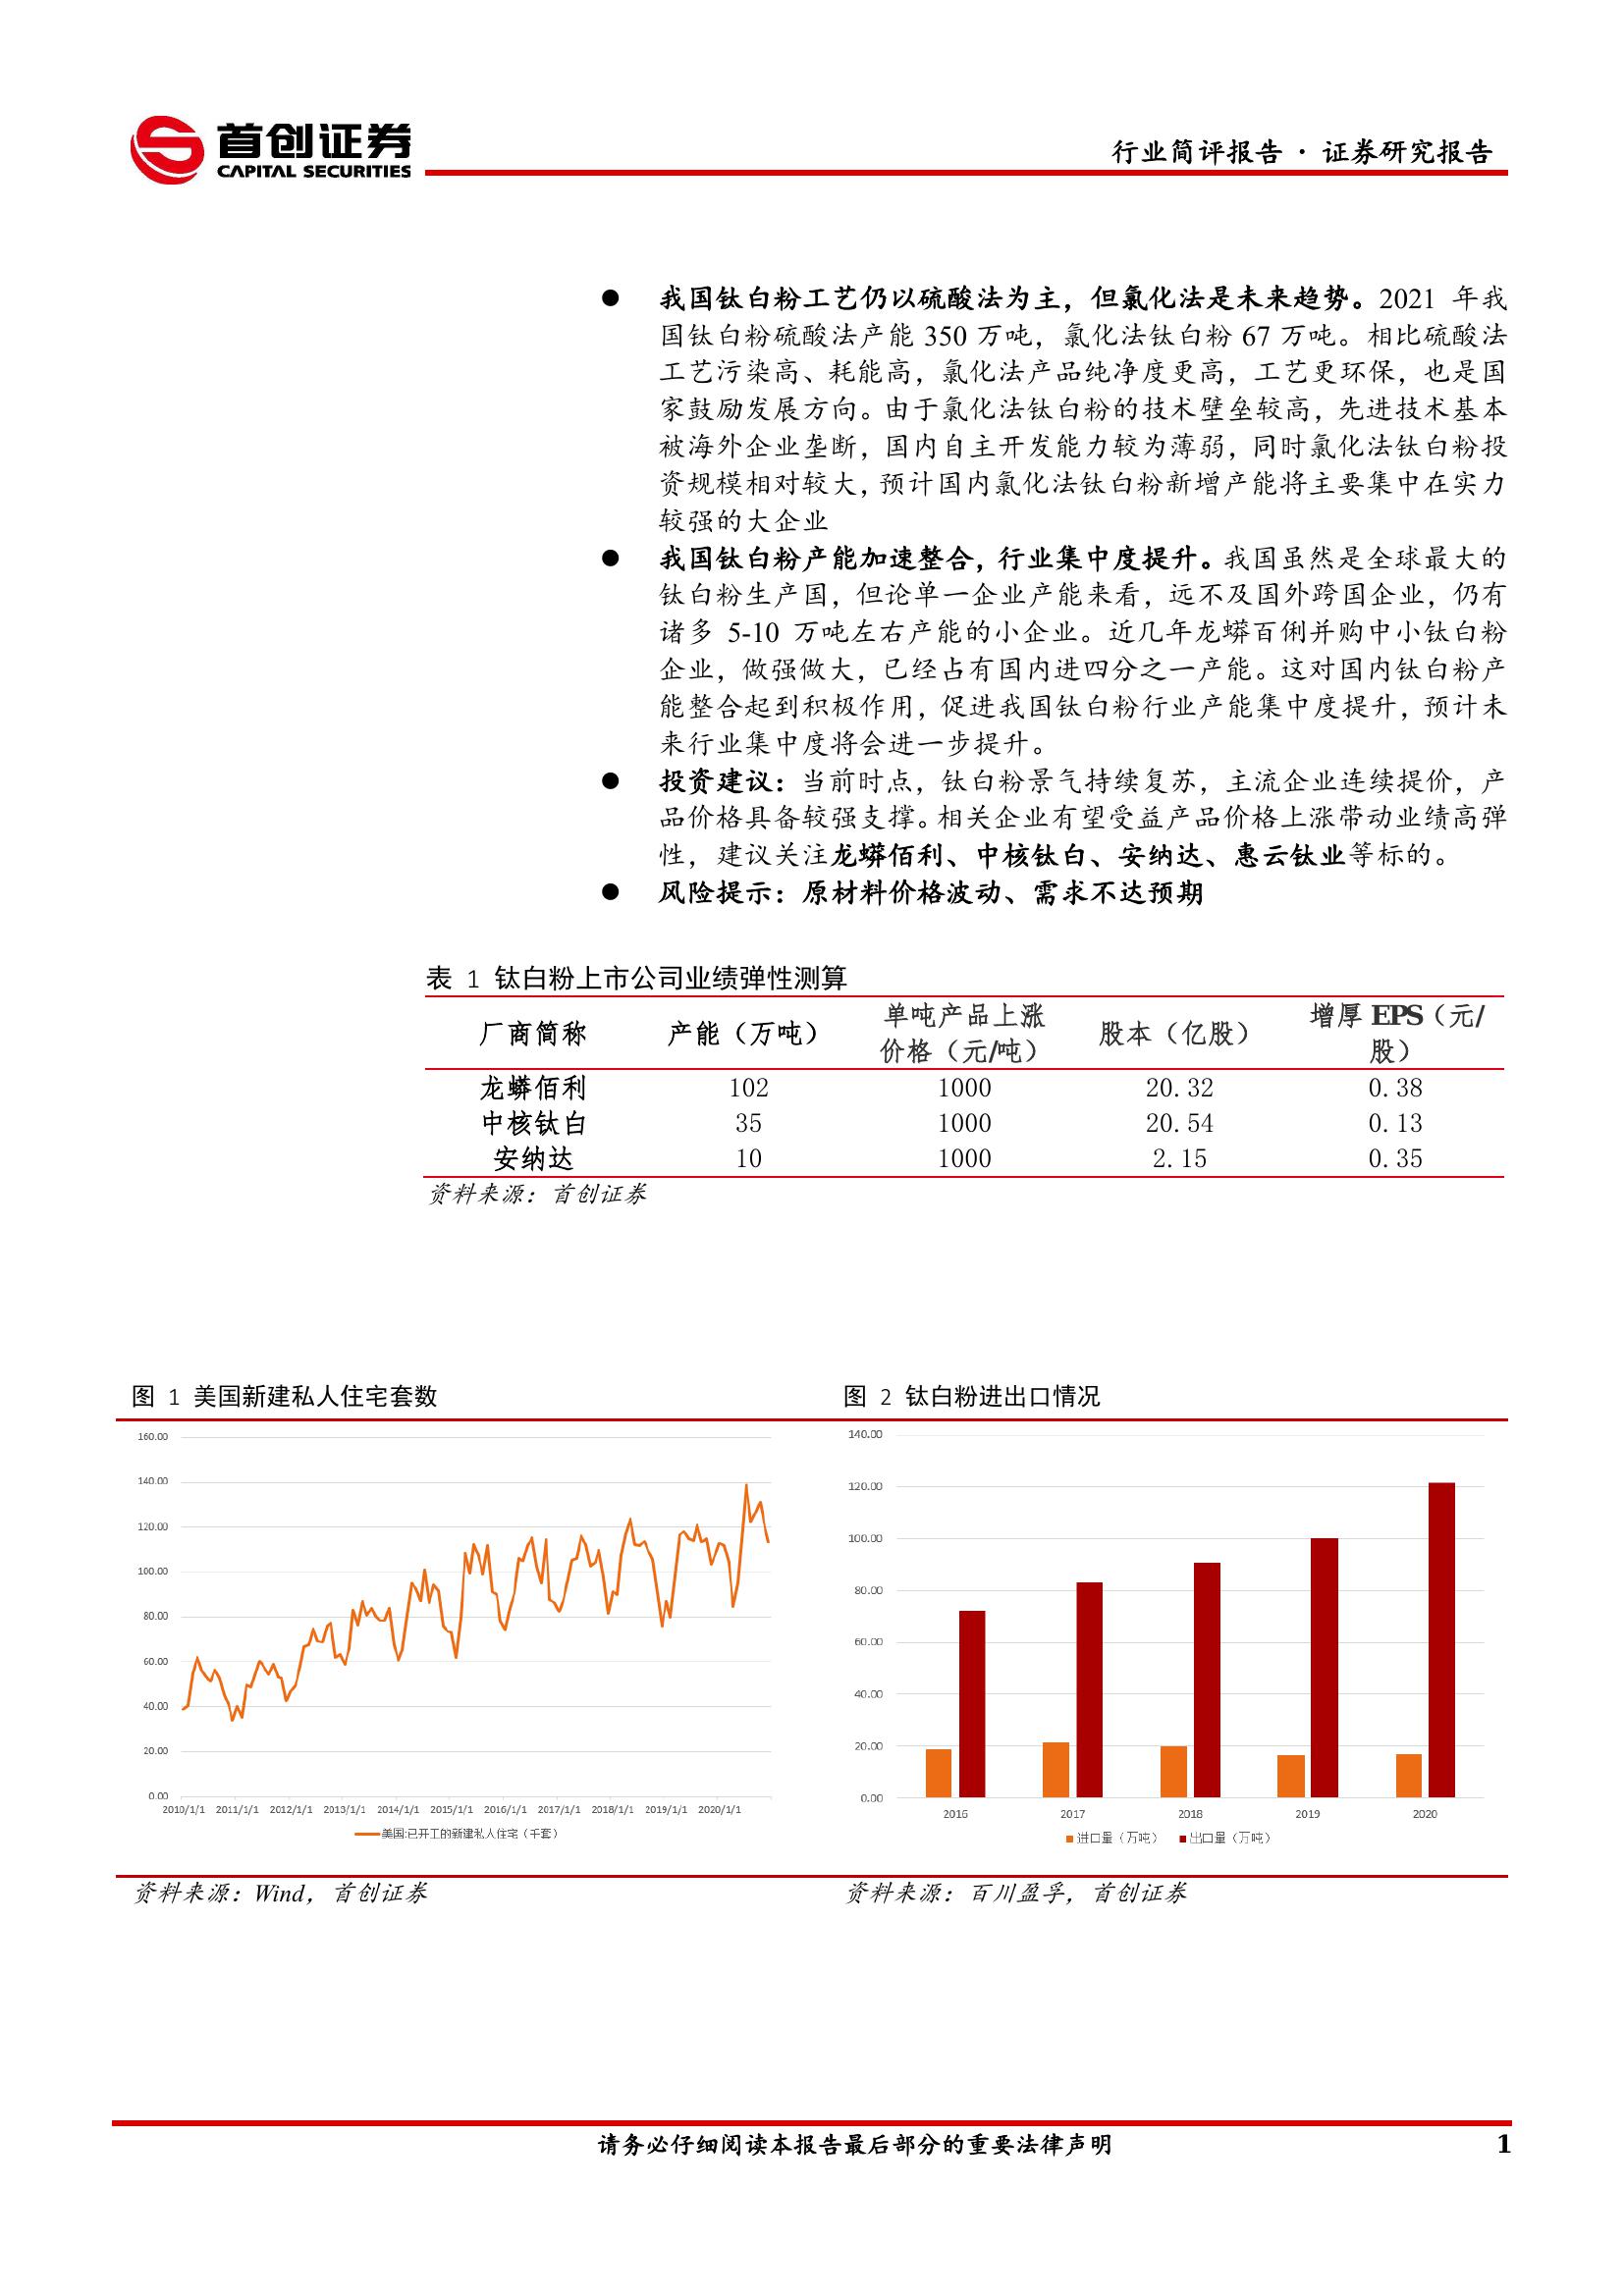 首创证券
CAPITAL SECURITIES
行业简评报告 · 证券研究报告
● 我国钛白粉工艺仍以硫酸法为主，但氯化法是未来趋势。2021 年我
国钛白粉硫酸法产能 350 万吨，氯化法钛白粉 67 万吨。相比硫酸法
工艺污染高、耗能高，氯化法产品纯净度更高，工艺更环保，也是国
家鼓励发展方向。由于氯化法钛白粉的技术壁垒较高，先进技术基本
被海外企业垄断，国内自主开发能力较为薄弱，同时氯化法钛白粉投
资规模相对较大，预计国内氯化法钛白粉新增产能将主要集中在实力
较强的大企业
● 我国钛白粉产能加速整合，行业集中度提升。我国虽然是全球最大的
钛白粉生产国，但论单一企业产能来看，远不及国外跨国企业，仍有
诸多 5-10 万吨左右产能的小企业。近几年龙蟒百俐并购中小钛白粉
企业，做强做大，已经占有国内进四分之一产能。这对国内钛白粉产
能整合起到积极作用，促进我国钛白粉行业产能集中度提升，预计未
来行业集中度将会进一步提升。
● 投资建议：当前时点，钛白粉景气持续复苏，主流企业连续提价，产
品价格具备较强支撑。相关企业有望受益产品价格上涨带动业绩高弹
性，建议关注龙蟒佰利、中核钛白、安纳达、惠云钛业等标的。
● 风险提示：原材料价格波动、需求不达预期
表 1 钛白粉上市公司业绩弹性测算
厂商简称 产能（万吨） 单吨产品上涨价格（元/吨） 股本（亿股） 增厚 EPS（元/股）
龙蟒佰利 102 1000 20.32 0.38
中核钛白 35 1000 20.54 0.13
安纳达 10 1000 2.15 0.35
资料来源：首创证券
图 1 美国新建私人住宅套数
160.00
140.00
120.00
100.00
80.00
60.00
40.00
20.00
0.00
2010/1/1 2011/1/1 2012/1/1 2013/1/1 2014/1/1 2015/1/1 2016/1/1 2017/1/1 2018/1/1 2019/1/1 2020/1/1
美国:已开工的新建私人住宅（千套）
资料来源：Wind，首创证券
图 2 钛白粉进出口情况
140.00
120.00
100.00
80.00
60.00
40.00
20.00
0.00
2016 2017 2018 2019 2020
进口量（万吨） 出口量（万吨）
资料来源：百川盈孚，首创证券
请务必仔细阅读本报告最后部分的重要法律声明 1